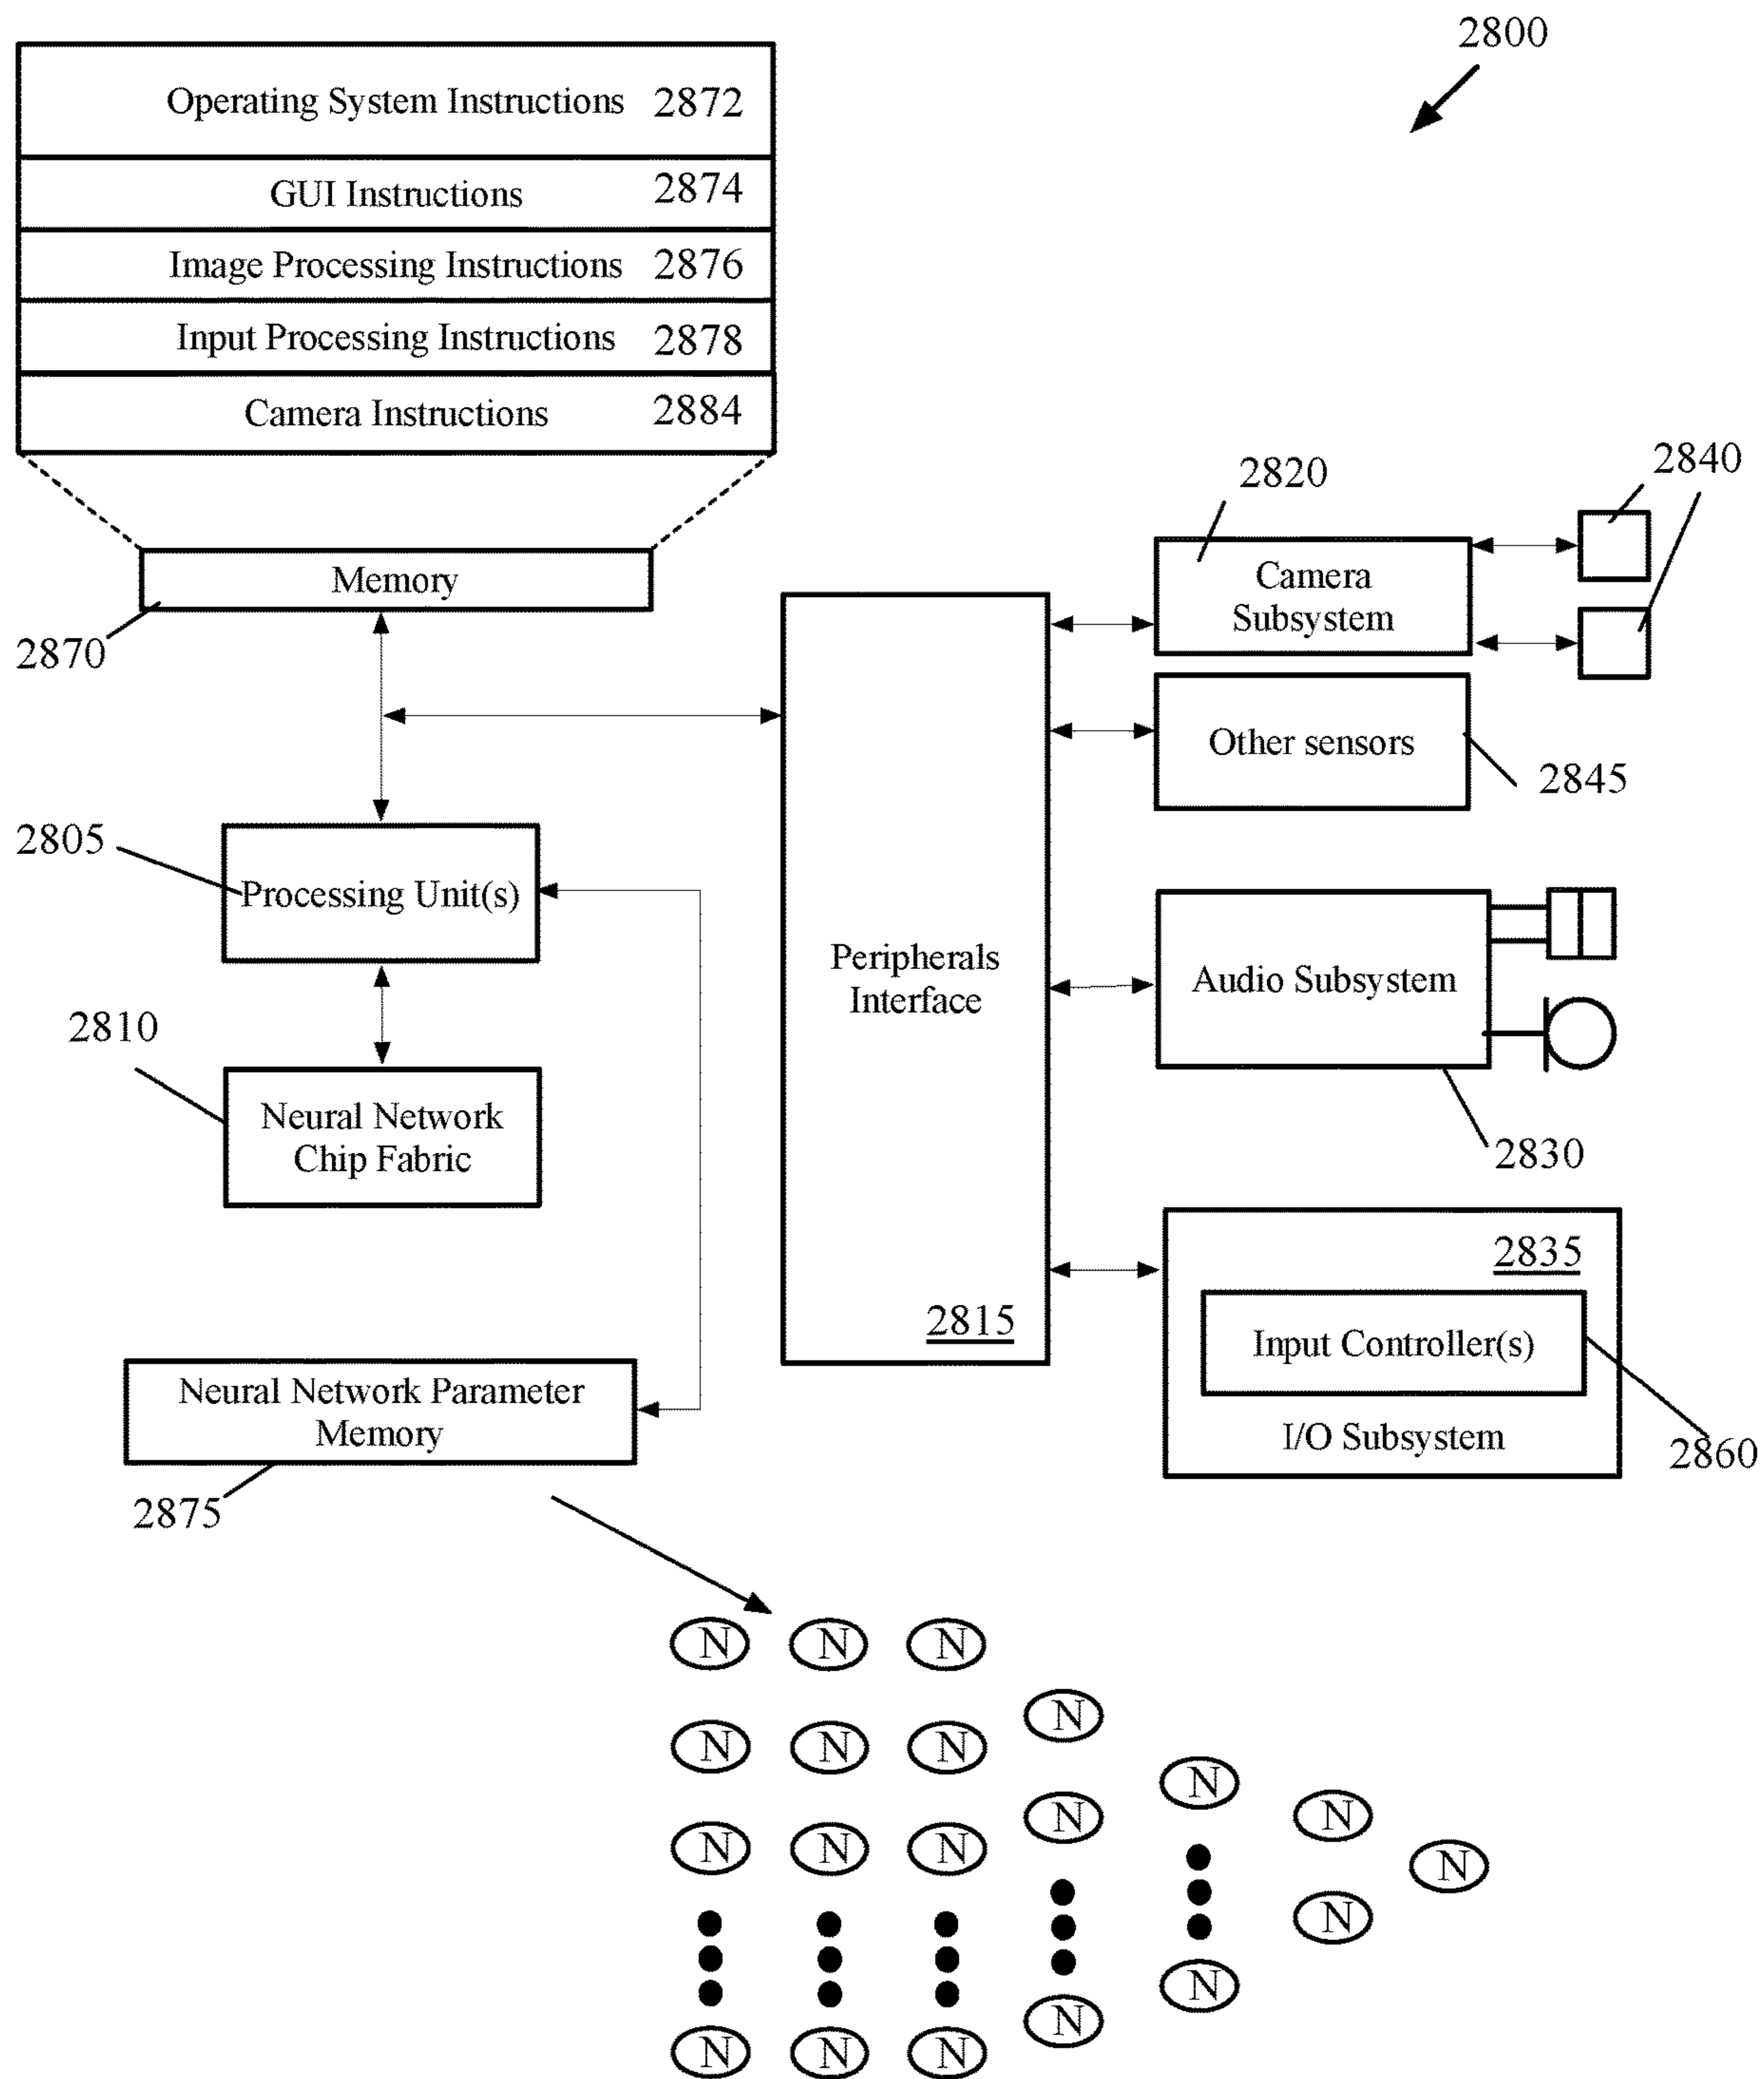 2800
Operating System Instructions 2872
GUI Instructions 2874
Image Processing Instructions 2876
Input Processing Instructions 2878
Camera Instructions 2884
Memory
2870
2820
2840
Camera
Subsystem
Other sensors
2845
2805
Processing Unit(s)
2810
Neural Network
Chip Fabric
Peripherals
Interface
2815
Audio Subsystem
2830
2835
Input Controller(s)
I/O Subsystem
2860
Neural Network Parameter
Memory
2875
N N N
N
N N N
N
N
N
N N N
N
N
N
N
N
N N N